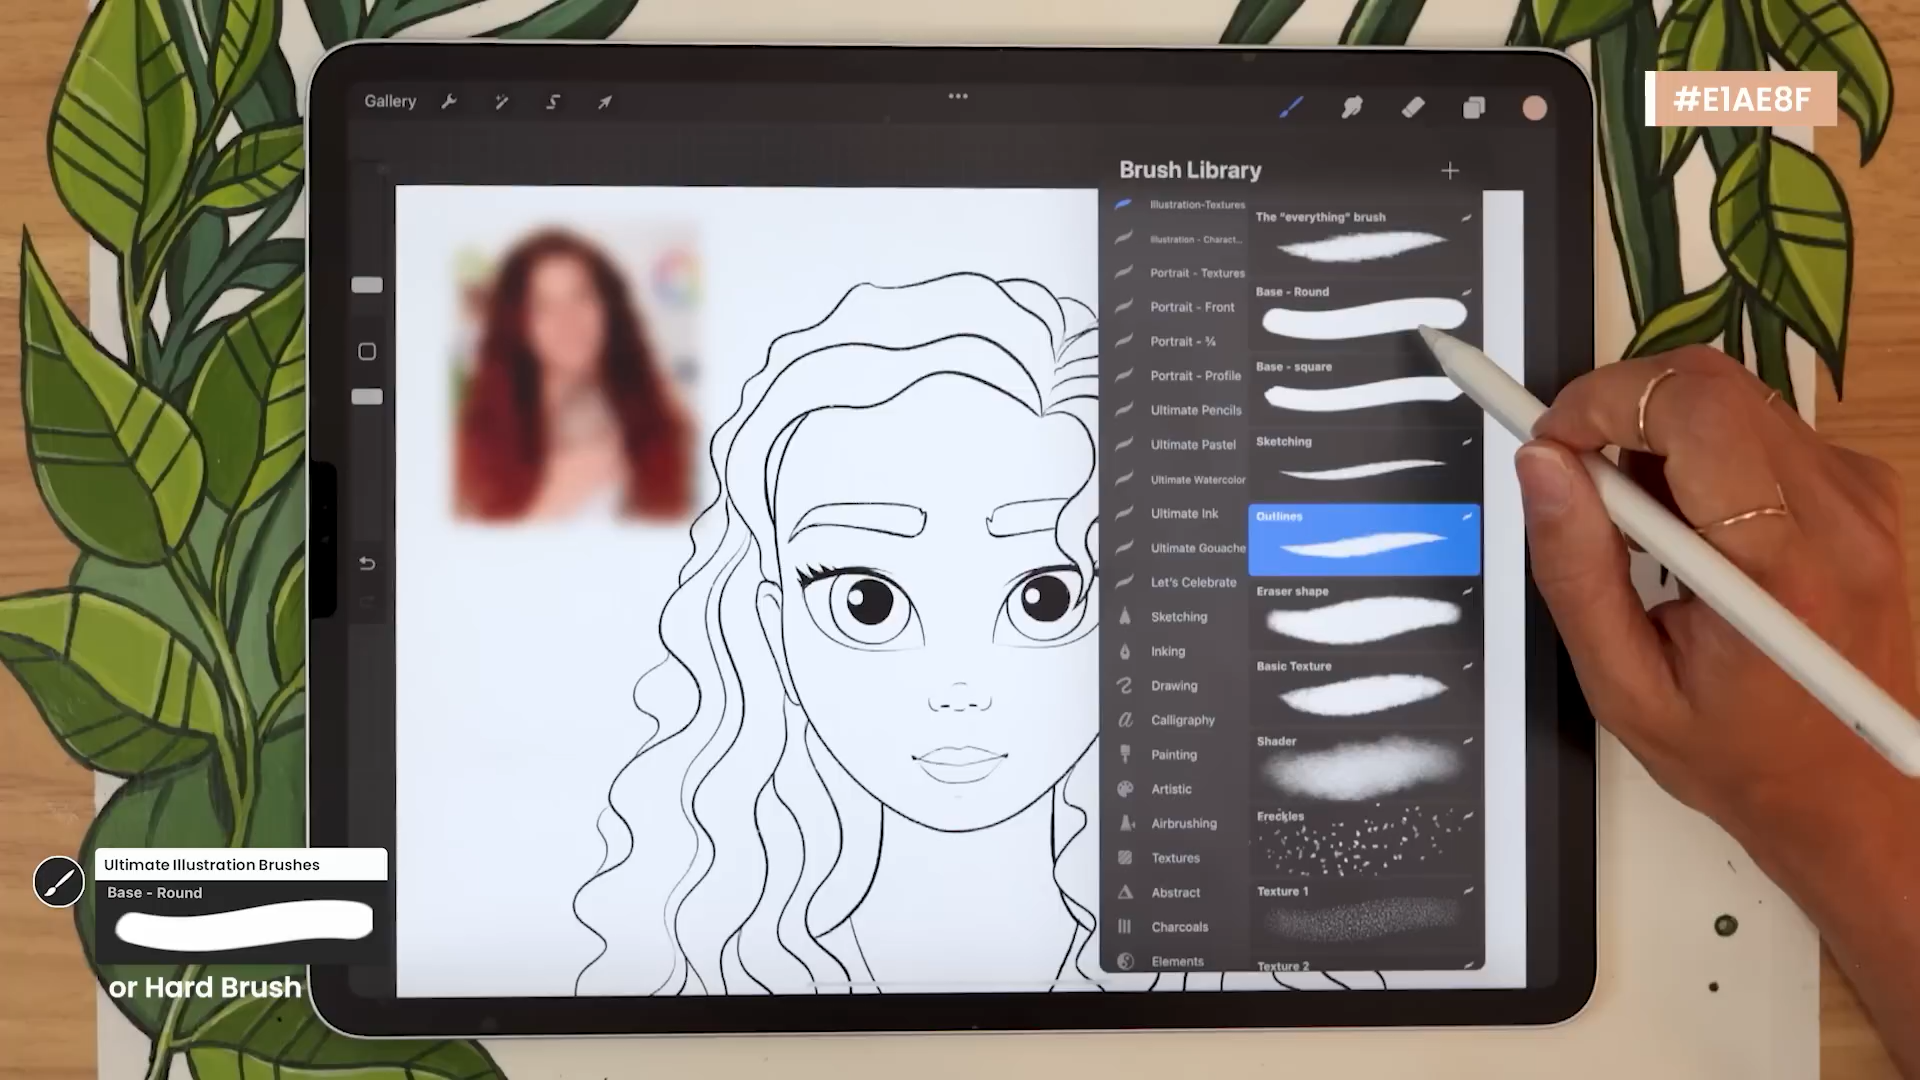 Gallery
#E1AE8F
Brush Library
Illustration-Textures
Illustration - Charact...
Portrait - Textures
Portrait - Front
Portrait - ¾
Portrait - Profile
Ultimate Pencils
Ultimate Pastel
Ultimate Watercolor
Ultimate Ink
Ultimate Gouache
Let's Celebrate
Sketching
Inking
Drawing
Calligraphy
Painting
Artistic
Airbrushing
Textures
Abstract
Charcoals
Elements
The "everything" brush
Base - Round
Base - square
Sketching
Outlines
Eraser shape
Basic Texture
Shader
Freckles
Texture 1
Texture 2
Ultimate Illustration Brushes
Base - Round
or Hard Brush